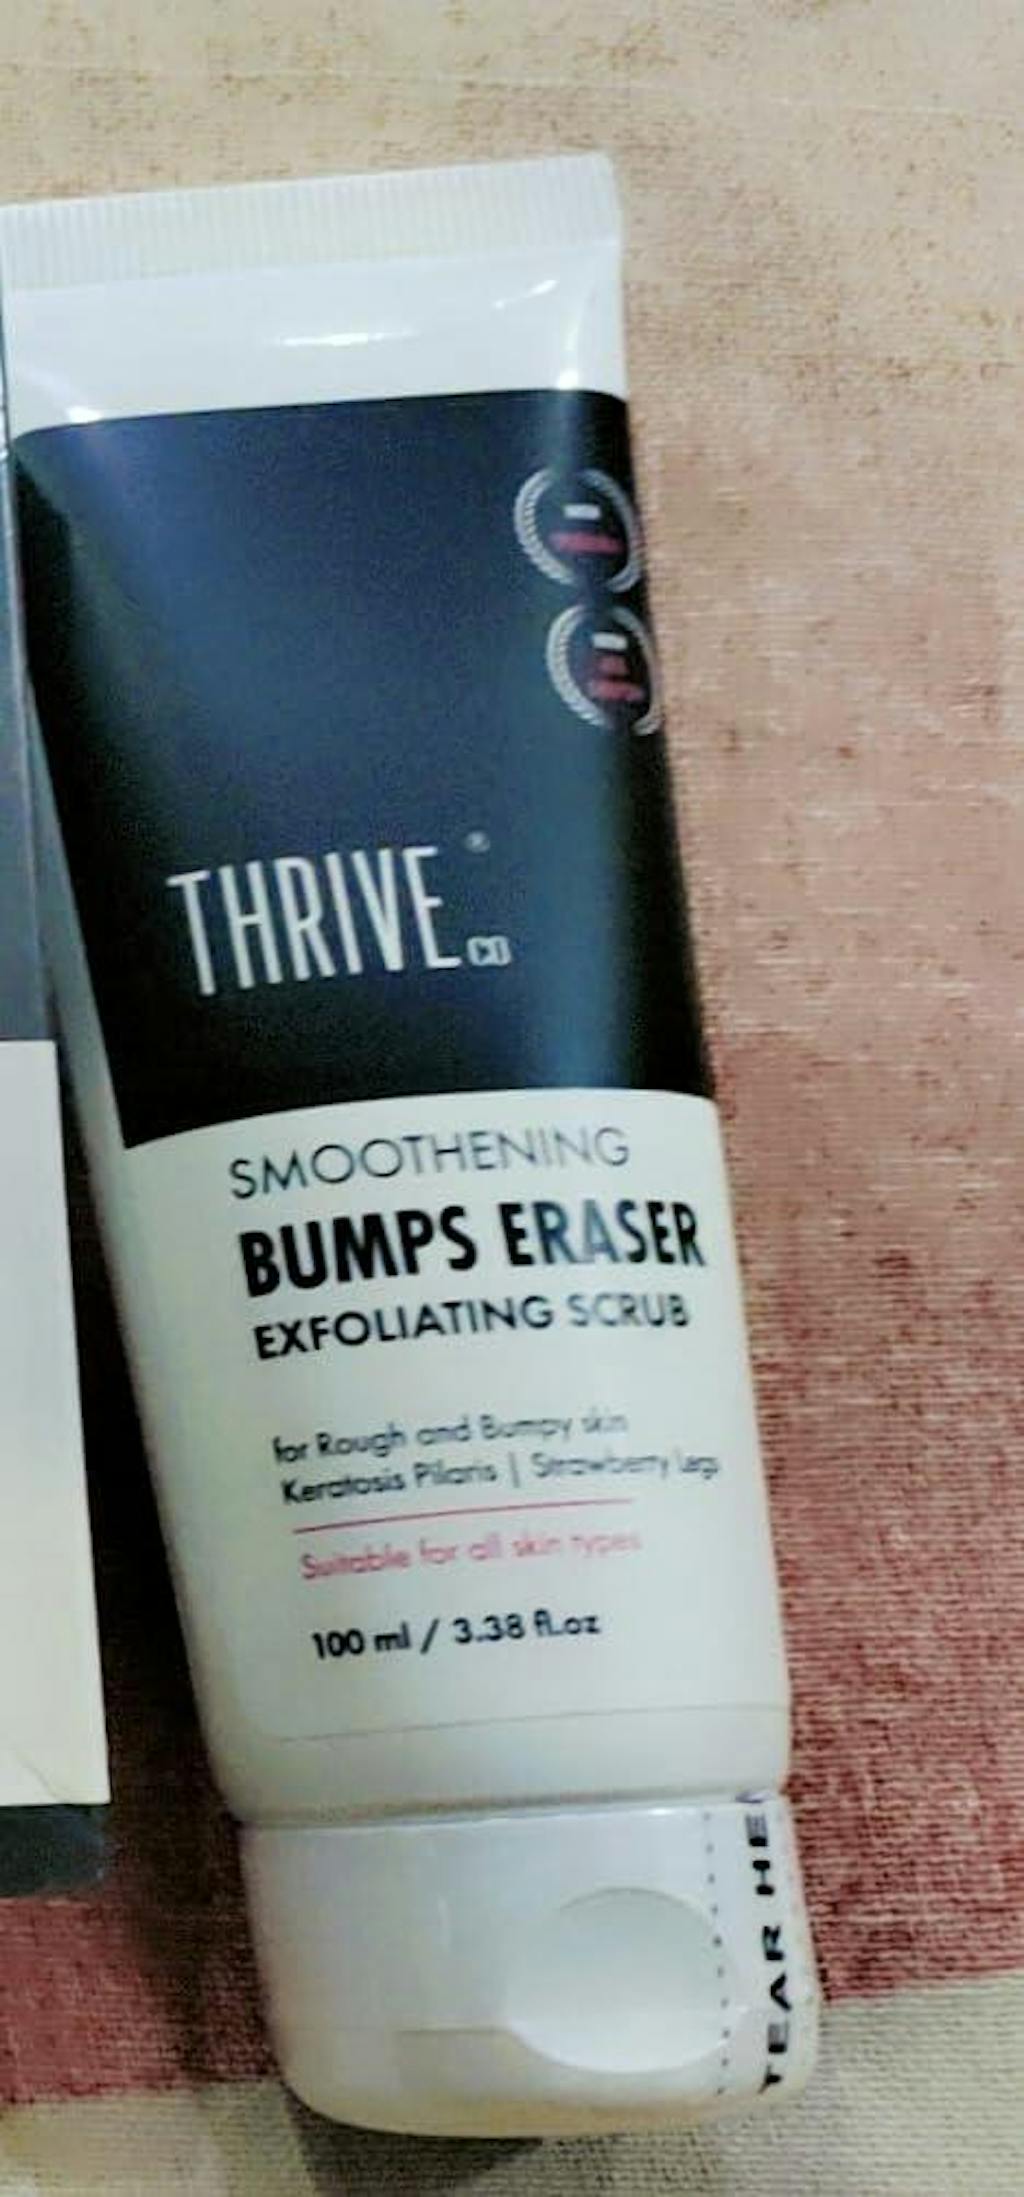 THRIVE CO ®
SMOOTHENING
BUMPS ERASER
EXFOLIATING SCRUB
for Rough and Bumpy skin
Keratosis Pilaris | Strawberry Legs
Suitable for all skin types
100 ml / 3.38 fl.oz
TEAR HE